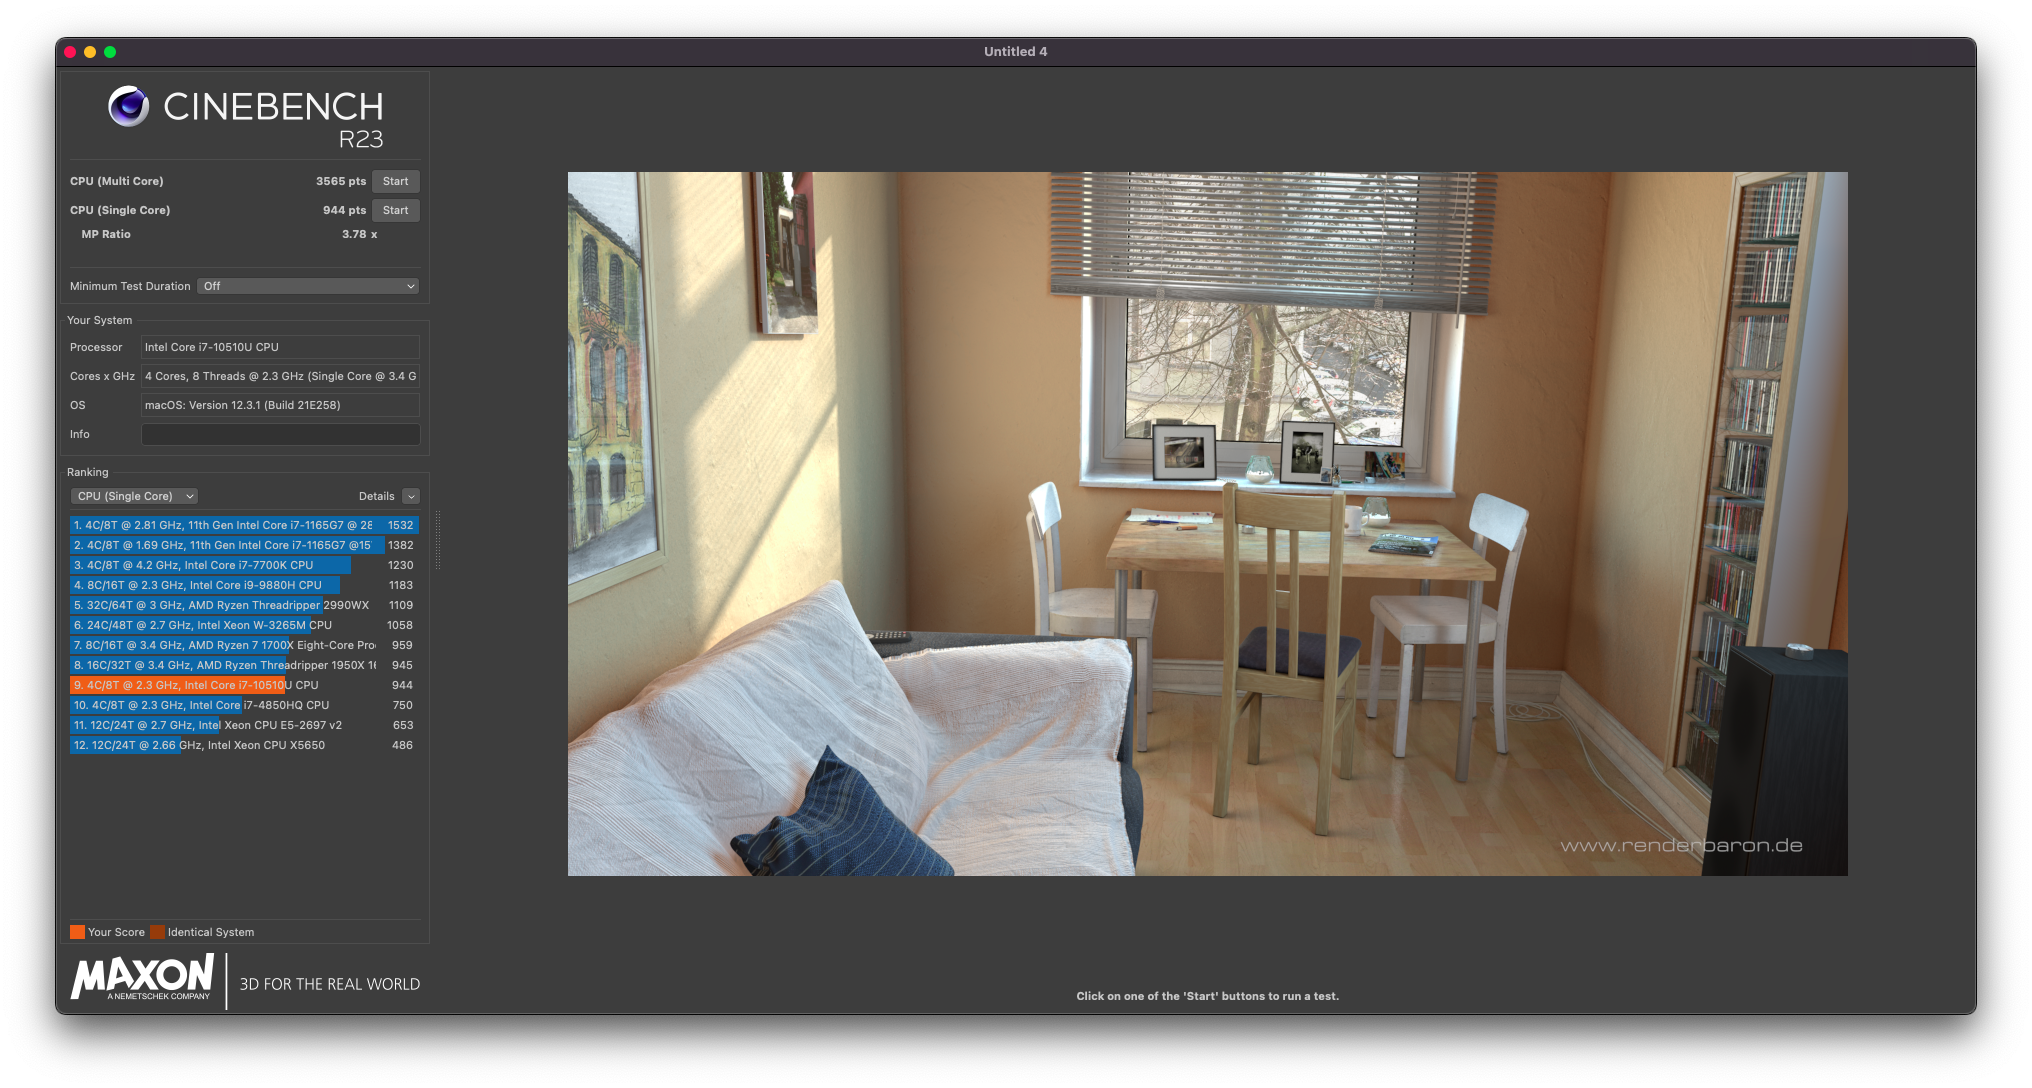 Untitled 4
CINEBENCH
R23
CPU (Multi Core) 3565 pts Start
CPU (Single Core) 944 pts Start
MP Ratio 3.78 x
Minimum Test Duration Off
Your System
Processor Intel Core i7-10510U CPU
Cores x GHz 4 Cores, 8 Threads @ 2.3 GHz (Single Core @ 3.4 G
OS macOS: Version 12.3.1 (Build 21E258)
Info
Ranking
CPU (Single Core) Details
1. 4C/8T @ 2.81 GHz, 11th Gen Intel Core i7-1165G7 @ 28 1532
2. 4C/8T @ 1.69 GHz, 11th Gen Intel Core i7-1165G7 @15 1382
3. 4C/8T @ 4.2 GHz, Intel Core i7-7700K CPU 1230
4. 8C/16T @ 2.3 GHz, Intel Core i9-9880H CPU 1183
5. 32C/64T @ 3 GHz, AMD Ryzen Threadripper 2990WX 1109
6. 24C/48T @ 2.7 GHz, Intel Xeon W-3265M CPU 1058
7. 8C/16T @ 3.4 GHz, AMD Ryzen 7 1700X Eight-Core Pro 959
8. 16C/32T @ 3.4 GHz, AMD Ryzen Threadripper 1950X 16 945
9. 4C/8T @ 2.3 GHz, Intel Core i7-10510U CPU 944
10. 4C/8T @ 2.3 GHz, Intel Core i7-4850HQ CPU 750
11. 12C/24T @ 2.7 GHz, Intel Xeon CPU E5-2697 v2 653
12. 12C/24T @ 2.66 GHz, Intel Xeon CPU X5650 486
Your Score Identical System
MAXON
A NEMETSCHEK COMPANY
3D FOR THE REAL WORLD
www.renderbaron.de
Click on one of the 'Start' buttons to run a test.